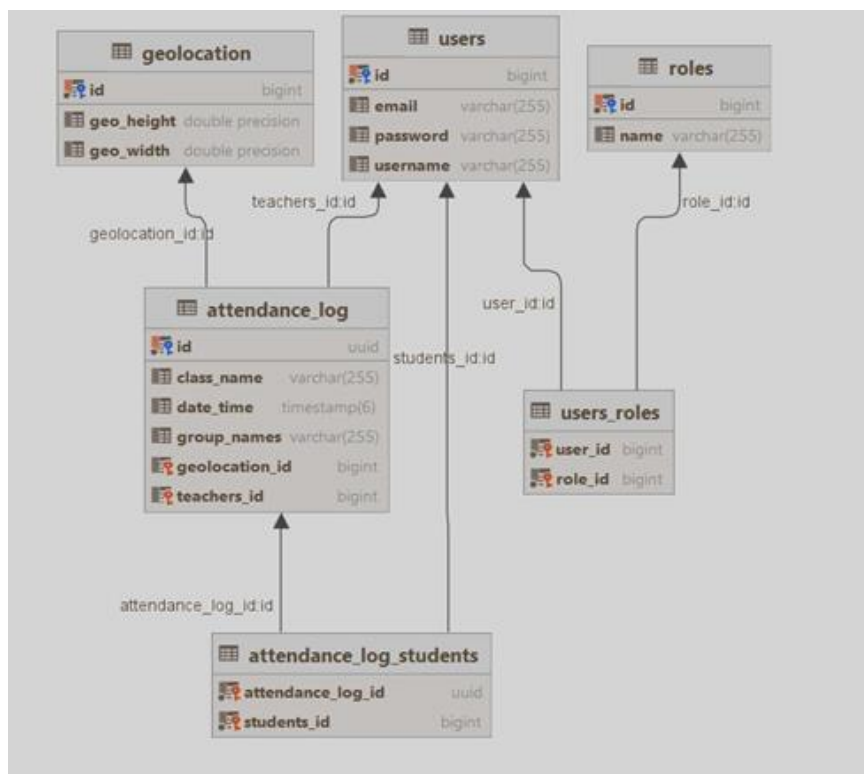 geolocation
id bigint
geo_height double precision
geo_width double precision
users
id bigint
email varchar(255)
password varchar(255)
username varchar(255)
roles
id bigint
name varchar(255)
geolocation_id:id
teachers_id:id
role_id:id
attendance_log
id uuid
class_name varchar(255)
date_time timestamp(6)
group_names varchar(255)
geolocation_id bigint
teachers_id bigint
user_id:id
students_id:id
users_roles
user_id bigint
role_id bigint
attendance_log_id:id
attendance_log_students
attendance_log_id uuid
students_id bigint